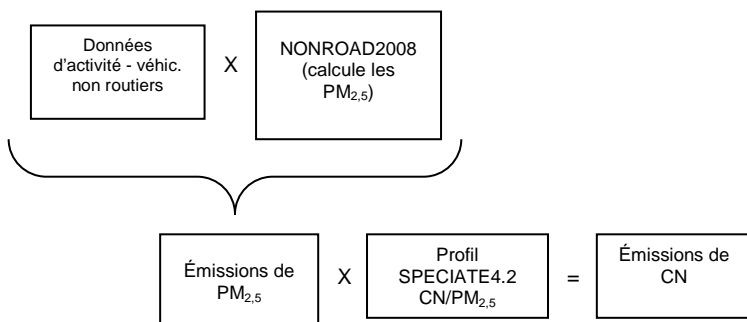 Données
d'activité - véhic.
non routiers
X
NONROAD2008
(calcule les
PM2,5)
Émissions de
PM2,5
X
Profil
SPECIATE4.2
CN/PM2,5
=
Émissions de
CN